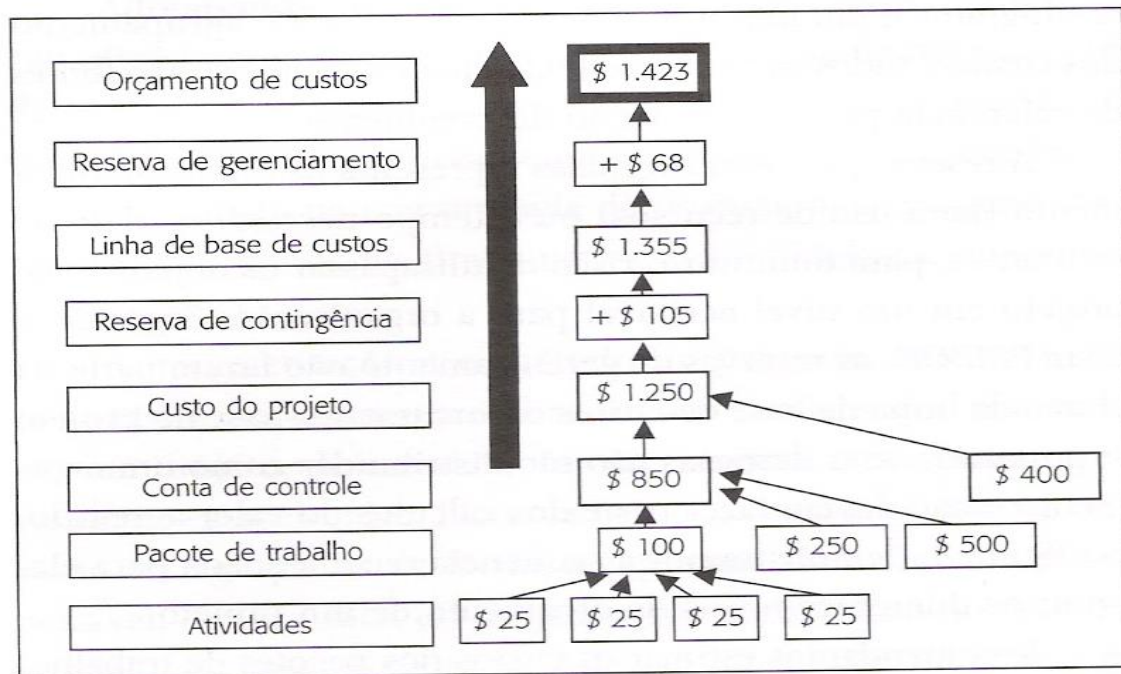 Orçamento de custos $ 1.423
Reserva de gerenciamento + $ 68
Linha de base de custos $ 1.355
Reserva de contingência + $ 105
Custo do projeto $ 1.250
Conta de controle $ 850 $ 400
Pacote de trabalho $ 100 $ 250 $ 500
Atividades $ 25 $ 25 $ 25 $ 25